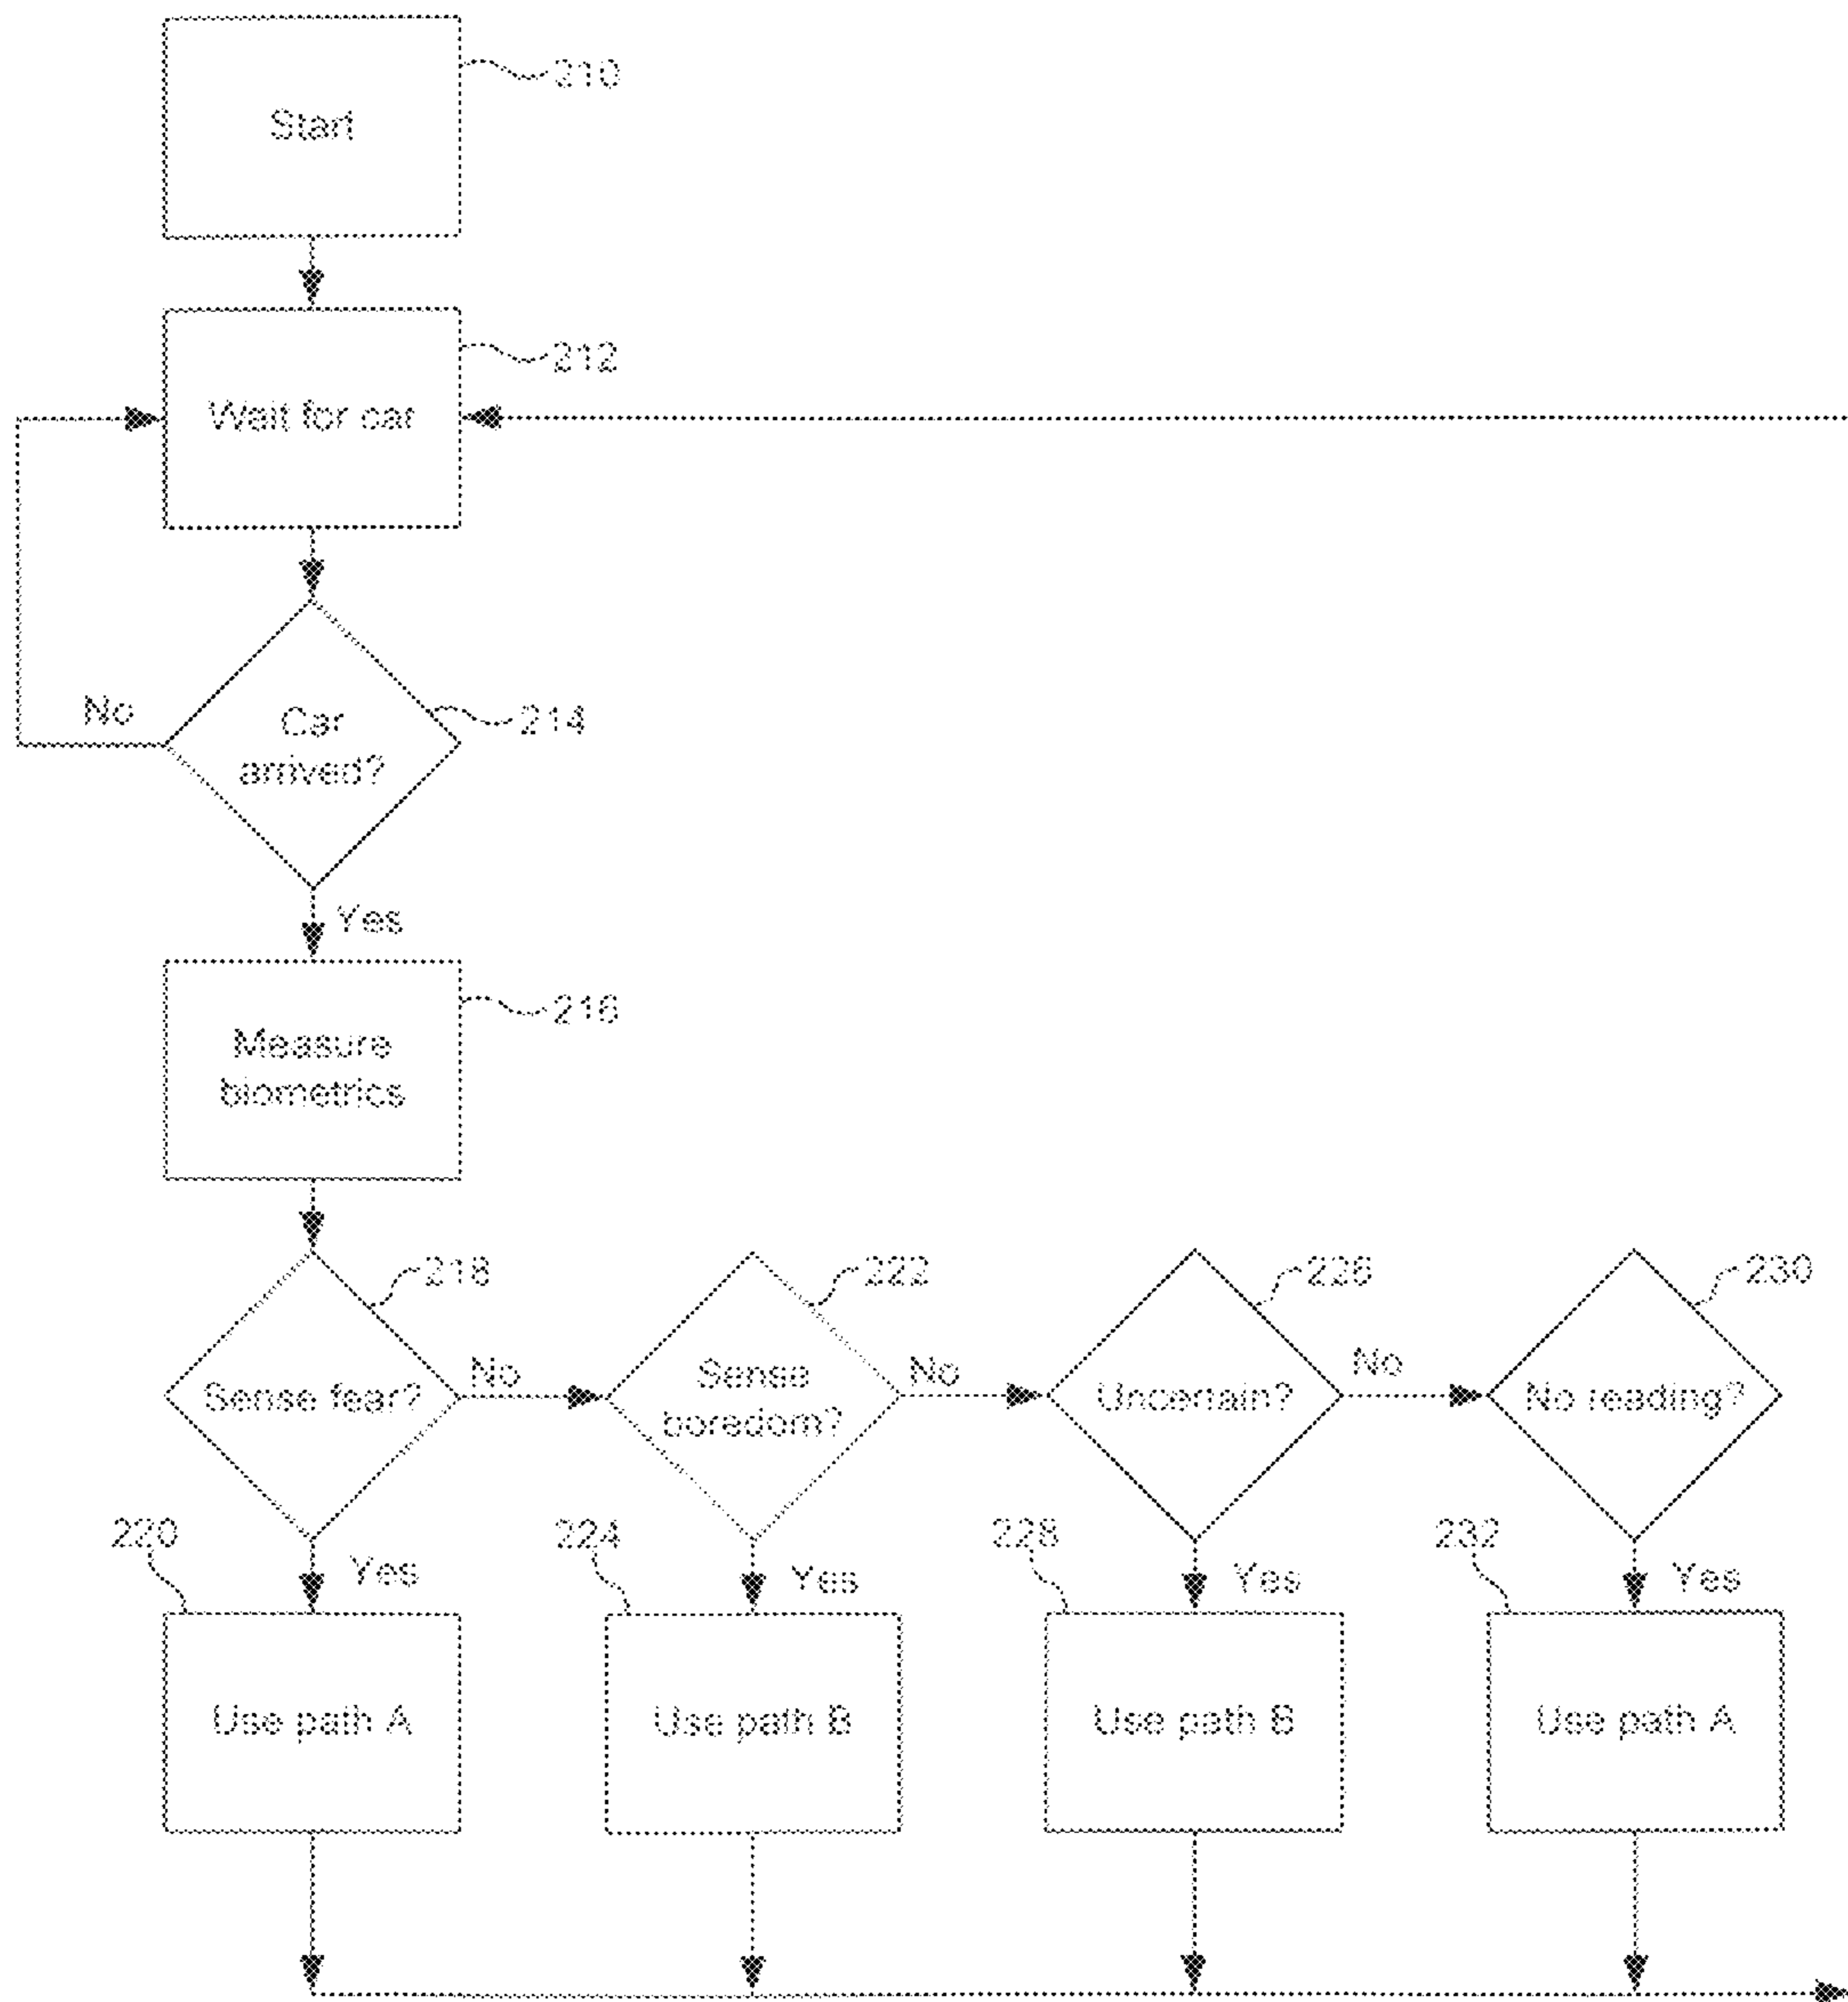 Start
210
Wait for car
212
No
Car
arrived?
214
Yes
Measure
biometrics
216
Sense fear?
218
No
Sense
boredom?
222
No
Uncertain?
226
No
No reading?
230
220
Yes
224
Yes
228
Yes
232
Yes
Use path A
Use path B
Use path B
Use path A